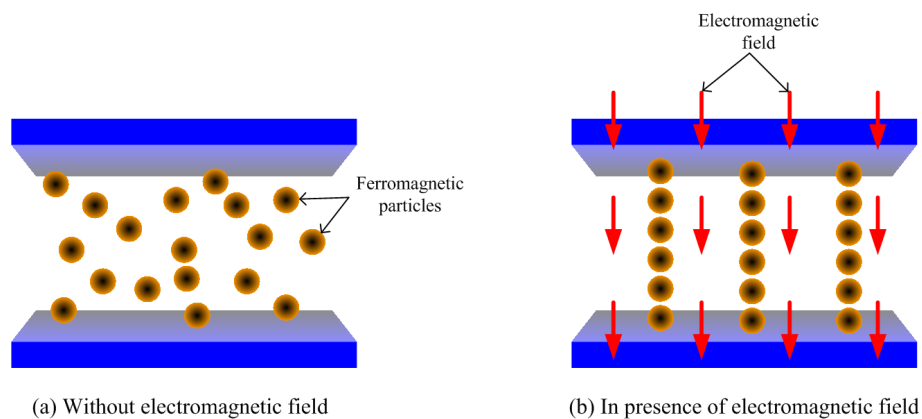 Electromagnetic
field
Ferromagnetic
particles
(a) Without electromagnetic field
(b) In presence of electromagnetic field